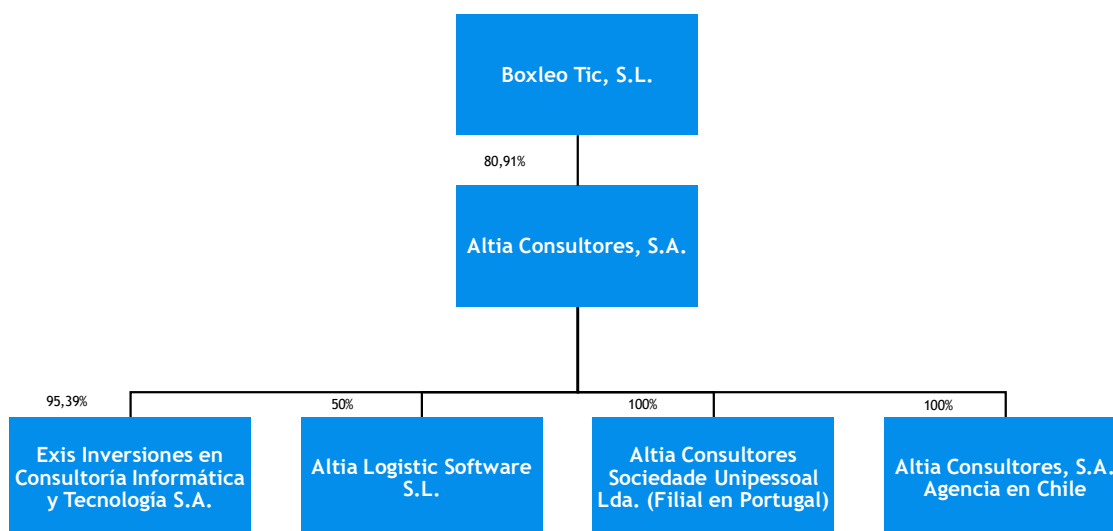 Boxleo Tic, S.L.
80,91%
Altia Consultores, S.A.
95,39%
50%
100%
100%
Exis Inversiones en
Consultoría Informática
y Tecnología S.A.
Altia Logistic Software
S.L.
Altia Consultores
Sociedade Unipessoal
Lda. (Filial en Portugal)
Altia Consultores, S.A.
Agencia en Chile